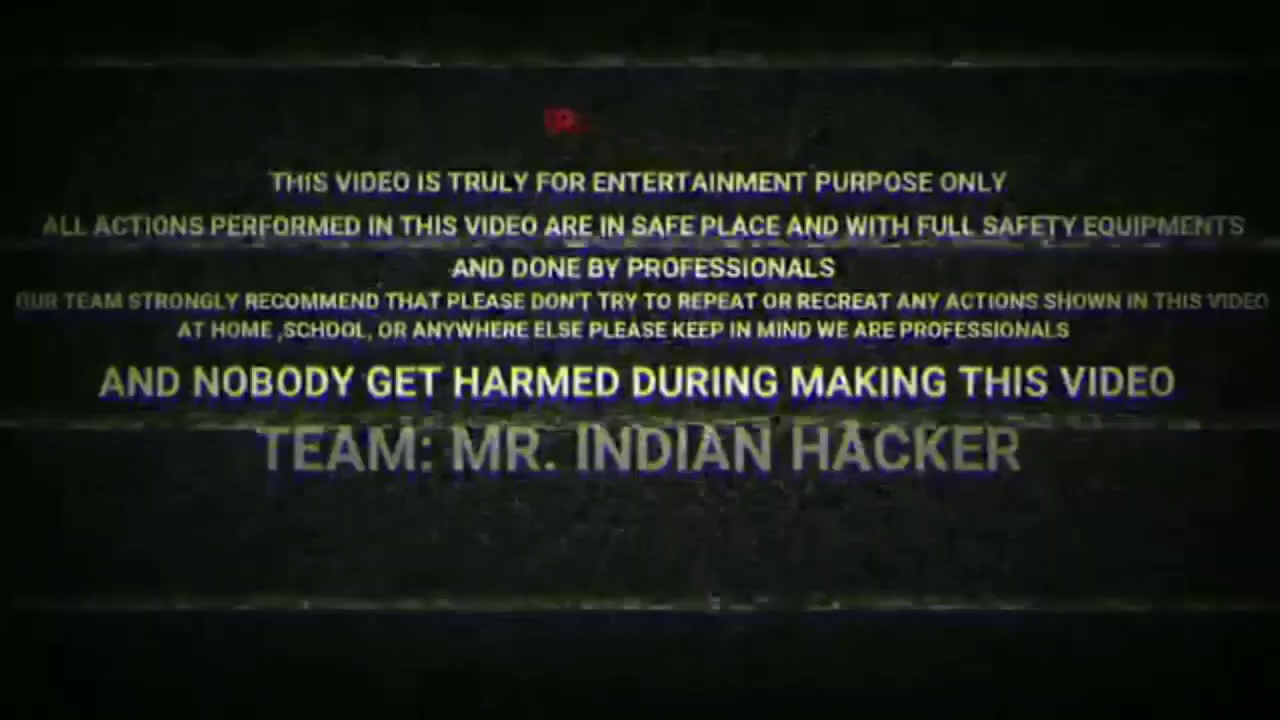 THIS VIDEO IS TRULY FOR ENTERTAINMENT PURPOSE ONLY
ALL ACTIONS PERFORMED IN THIS VIDEO ARE IN SAFE PLACE AND WITH FULL SAFETY EQUIPMENTS
AND DONE BY PROFESSIONALS
OUR TEAM STRONGLY RECOMMEND THAT PLEASE DON'T TRY TO REPEAT OR RECREAT ANY ACTIONS SHOWN IN THIS VIDEO
AT HOME ,SCHOOL, OR ANYWHERE ELSE PLEASE KEEP IN MIND WE ARE PROFESSIONALS
AND NOBODY GET HARMED DURING MAKING THIS VIDEO
TEAM: MR. INDIAN HACKER